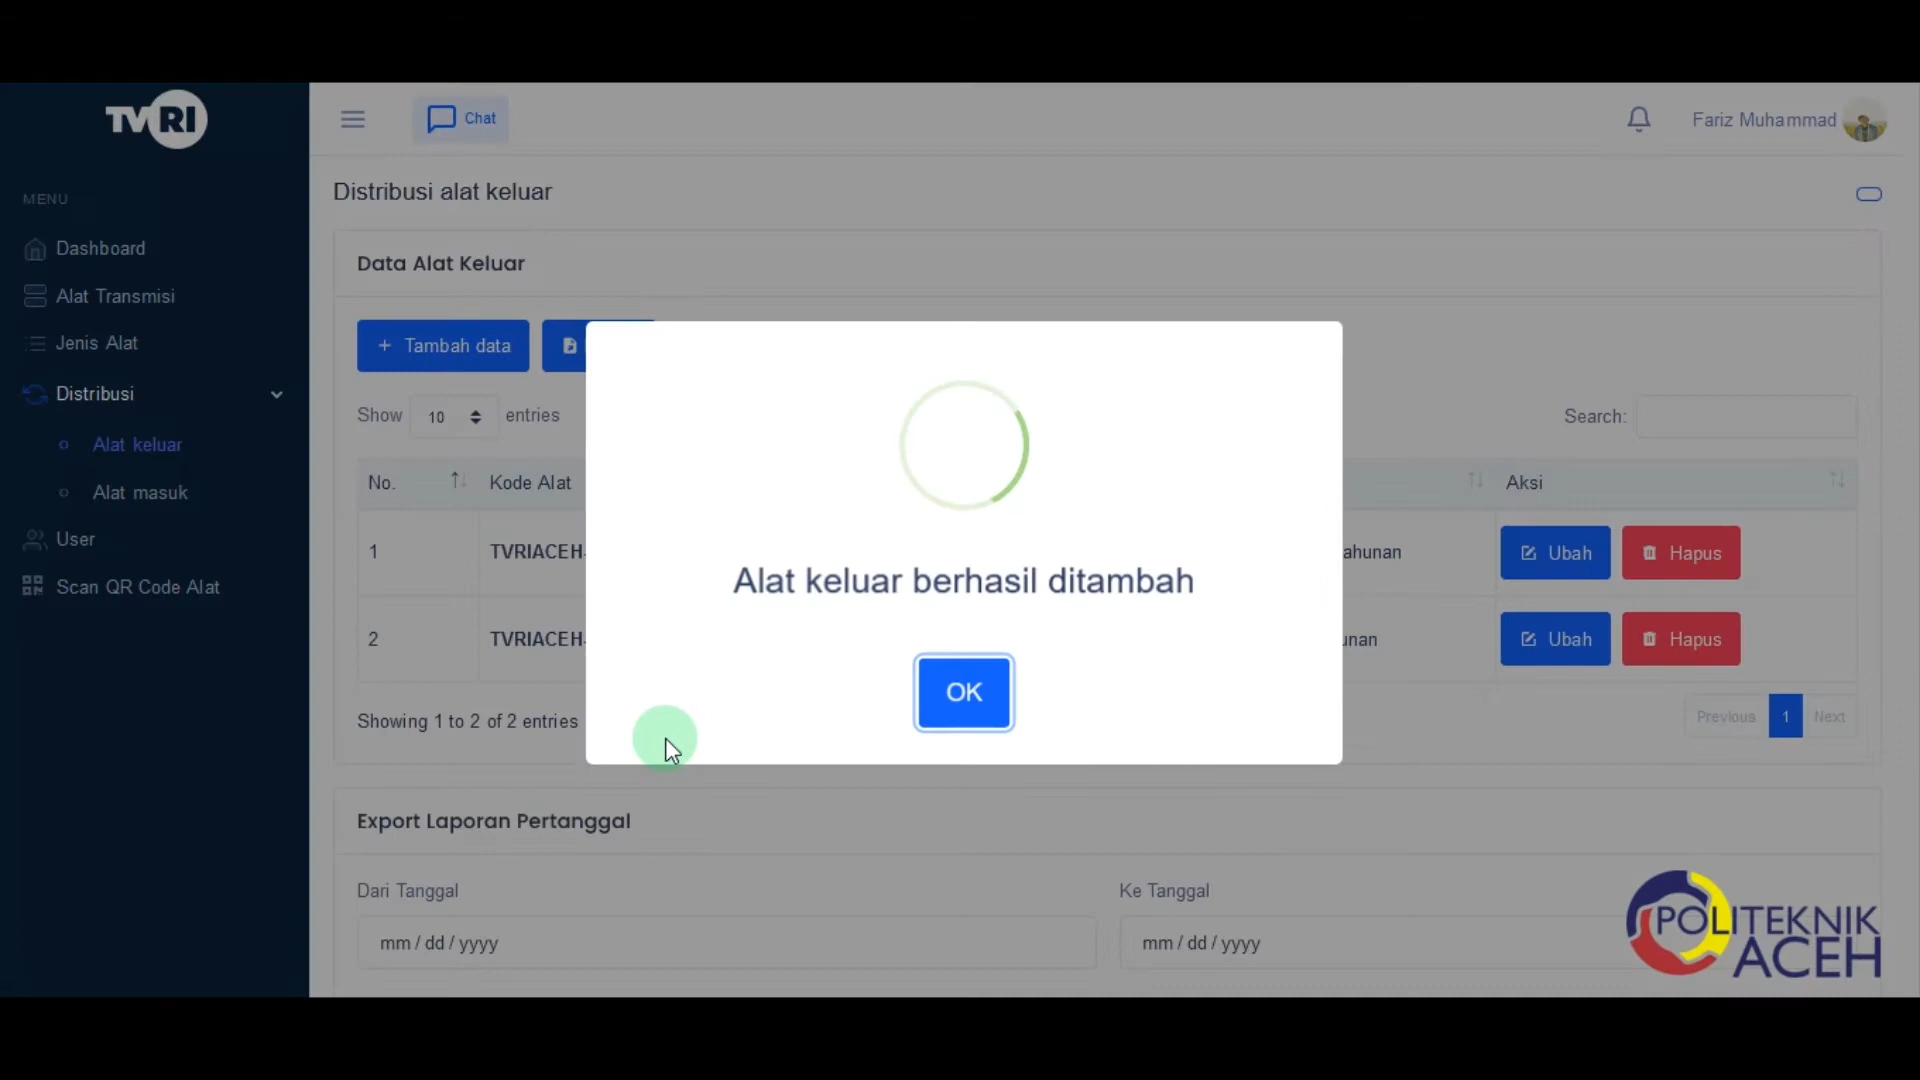 TVRI
Chat
Fariz Muhammad
MENU
Dashboard
Alat Transmisi
Jenis Alat
Distribusi
Alat keluar
Alat masuk
User
Scan QR Code Alat
Distribusi alat keluar
Data Alat Keluar
+ Tambah data
Show 10 entries
Search:
No. Kode Alat Aksi
1 TVRIACEH- ahunan Ubah Hapus
2 TVRIACEH- unan Ubah Hapus
Showing 1 to 2 of 2 entries
Previous 1 Next
Alat keluar berhasil ditambah
OK
Export Laporan Pertanggal
Dari Tanggal Ke Tanggal
mm / dd / yyyy mm / dd / yyyy
POLITEKNIK
ACEH